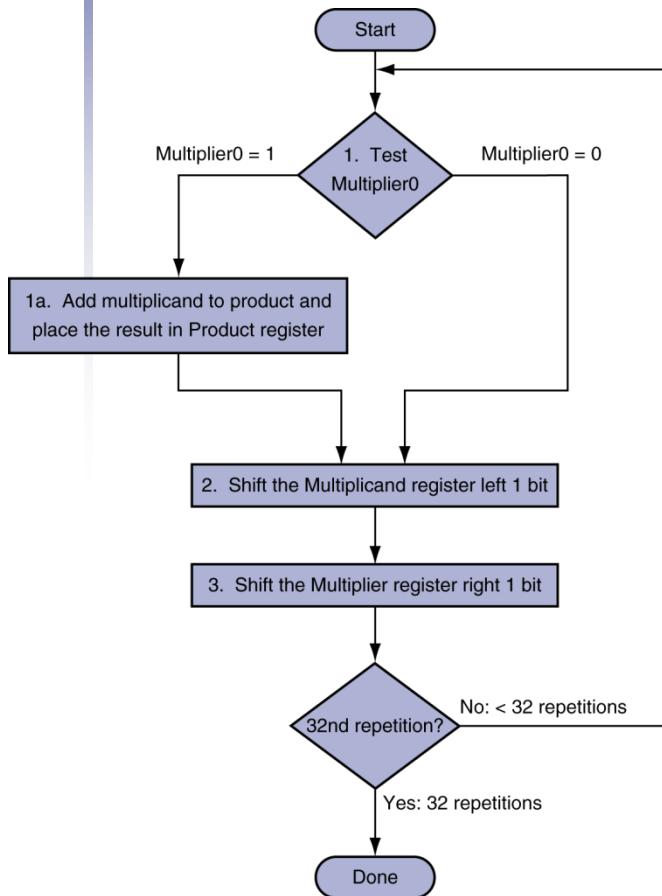 Start
Multiplier0 = 1
1. Test
Multiplier0
Multiplier0 = 0
1a. Add multiplicand to product and
place the result in Product register
2. Shift the Multiplicand register left 1 bit
3. Shift the Multiplier register right 1 bit
32nd repetition?
No: < 32 repetitions
Yes: 32 repetitions
Done